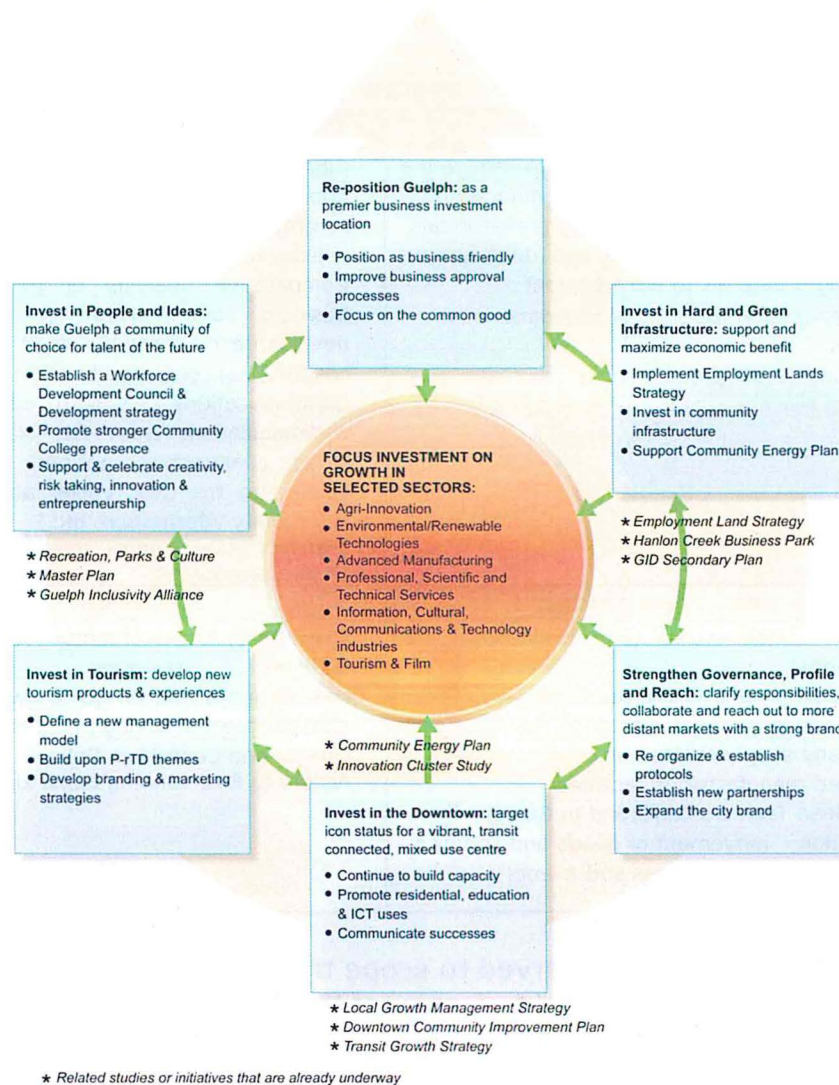 Re-position Guelph: as a
premier business investment
location
• Position as business friendly
• Improve business approval
processes
• Focus on the common good
Invest in People and Ideas:
make Guelph a community of
choice for talent of the future
• Establish a Workforce
Development Council &
Development strategy
• Promote stronger Community
College presence
• Support & celebrate creativity,
risk taking, innovation &
entrepreneurship
* Recreation, Parks & Culture
* Master Plan
* Guelph Inclusivity Alliance
Invest in Hard and Green
Infrastructure: support and
maximize economic benefit
• Implement Employment Lands
Strategy
• Invest in community
infrastructure
• Support Community Energy Plan
* Employment Land Strategy
* Hanlon Creek Business Park
* GID Secondary Plan
FOCUS INVESTMENT ON
GROWTH IN
SELECTED SECTORS:
• Agri-Innovation
• Environmental/Renewable
Technologies
• Advanced Manufacturing
• Professional, Scientific and
Technical Services
• Information, Cultural,
Communications & Technology
industries
• Tourism & Film
Invest in Tourism: develop new
tourism products & experiences
• Define a new management
model
• Build upon P-rTD themes
• Develop branding & marketing
strategies
Strengthen Governance, Profile
and Reach: clarify responsibilities,
collaborate and reach out to more
distant markets with a strong brand
• Re organize & establish
protocols
• Establish new partnerships
• Expand the city brand
* Community Energy Plan
* Innovation Cluster Study
Invest in the Downtown: target
icon status for a vibrant, transit
connected, mixed use centre
• Continue to build capacity
• Promote residential, education
& ICT uses
• Communicate successes
* Local Growth Management Strategy
* Downtown Community Improvement Plan
* Transit Growth Strategy
* Related studies or initiatives that are already underway